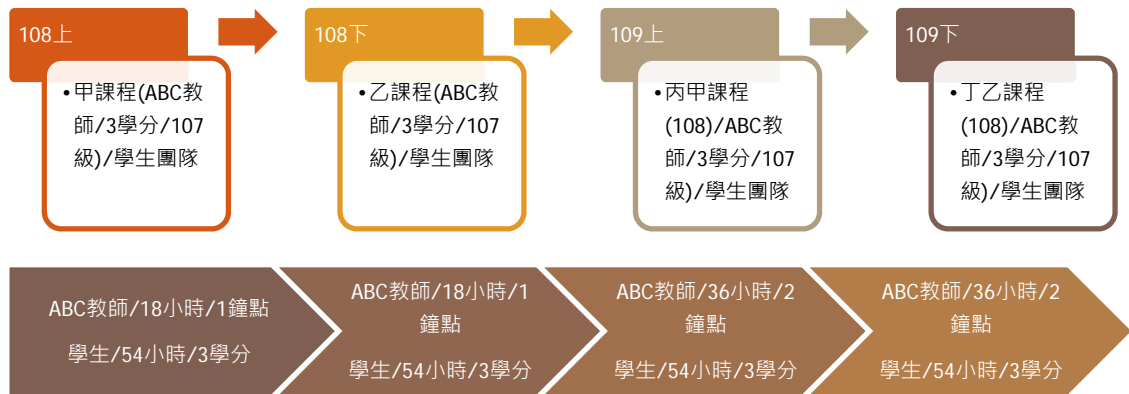 108上
•甲課程(ABC教
師/3學分/107
級)/學生團隊
108下
•乙課程(ABC教
師/3學分/107
級)/學生團隊
109上
•丙甲課程
(108)/ABC教
師/3學分/107
級)/學生團隊
109下
•丁乙課程
(108)/ABC教
師/3學分/107
級)/學生團隊
ABC教師/18小時/1鐘點
學生/54小時/3學分
ABC教師/18小時/1
鐘點
學生/54小時/3學分
ABC教師/36小時/2
鐘點
學生/54小時/3學分
ABC教師/36小時/2
鐘點
學生/54小時/3學分